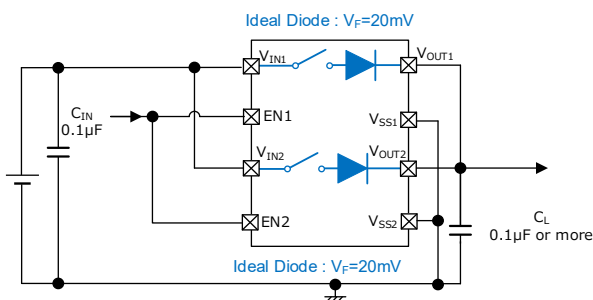 Ideal Diode : VF=20mV
VIN1
VOUT1
CIN
0.1µF
EN1
VSS1
VIN2
VOUT2
EN2
VSS2
CL
0.1µF or more
Ideal Diode : VF=20mV